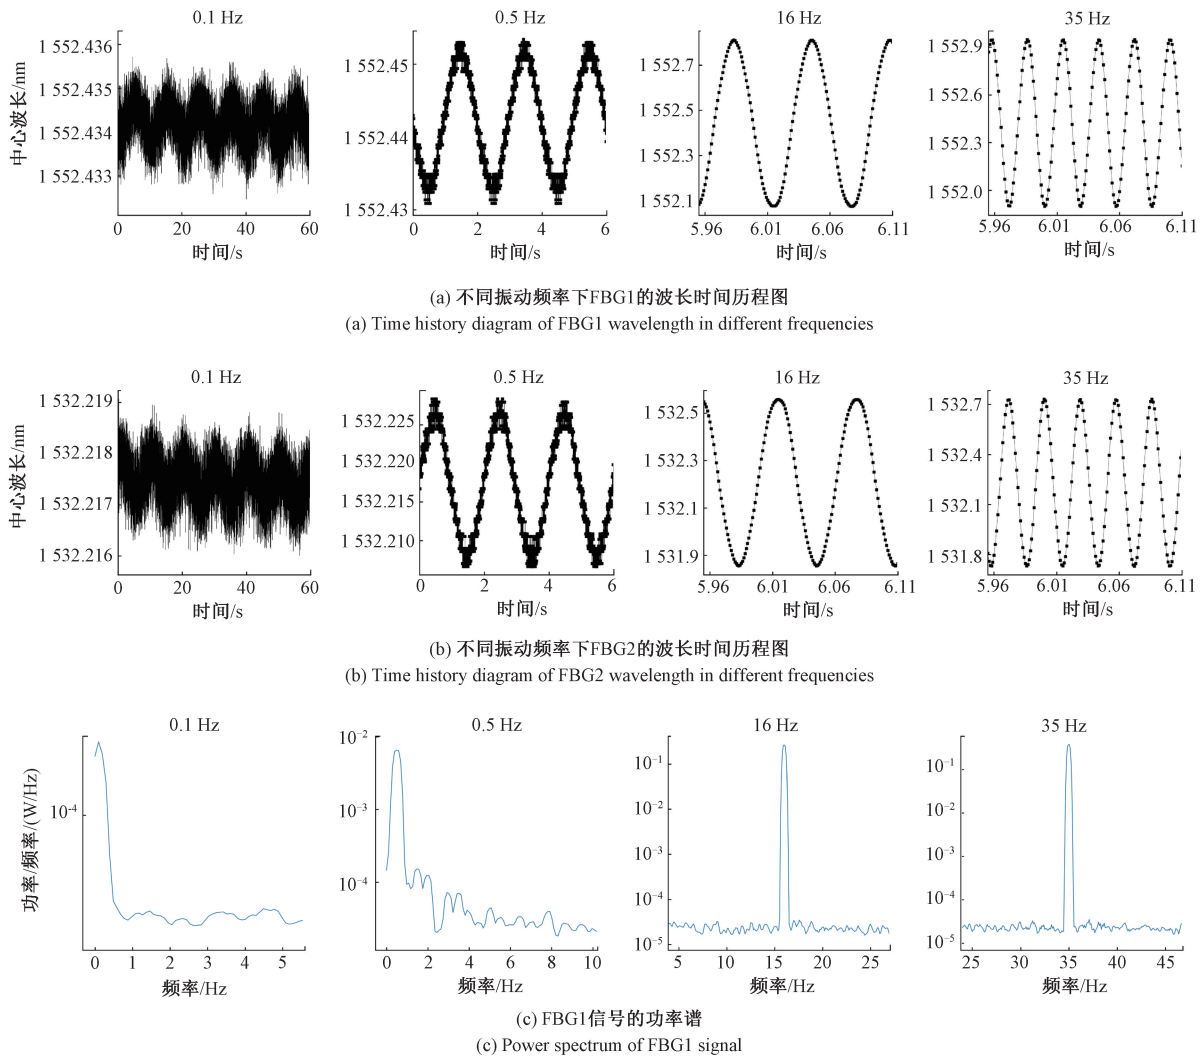 0.1 Hz
0.5 Hz
16 Hz
35 Hz
中心波长/nm
1 552.436
1 552.435
1 552.434
1 552.433
0 20 40 60
时间/s
1 552.45
1 552.44
1 552.43
0 2 4 6
时间/s
1 552.7
1 552.5
1 552.3
1 552.1
5.96 6.01 6.06 6.11
时间/s
1 552.9
1 552.6
1 552.3
1 552.0
5.96 6.01 6.06 6.11
时间/s
(a) 不同振动频率下FBG1的波长时间历程图
(a) Time history diagram of FBG1 wavelength in different frequencies
0.1 Hz
0.5 Hz
16 Hz
35 Hz
中心波长/nm
1 532.219
1 532.218
1 532.217
1 532.216
0 20 40 60
时间/s
1 532.225
1 532.220
1 532.215
1 532.210
0 2 4 6
时间/s
1 532.5
1 532.3
1 532.1
1 531.9
5.96 6.01 6.06 6.11
时间/s
1 532.7
1 532.4
1 532.1
1 531.8
5.96 6.01 6.06 6.11
时间/s
(b) 不同振动频率下FBG2的波长时间历程图
(b) Time history diagram of FBG2 wavelength in different frequencies
0.1 Hz
0.5 Hz
16 Hz
35 Hz
功率/频率/(W/Hz)
10⁻⁴
0 1 2 3 4 5
频率/Hz
10⁻²
10⁻³
10⁻⁴
0 2 4 6 8 10
频率/Hz
10⁻¹
10⁻²
10⁻³
10⁻⁴
10⁻⁵
5 10 15 20 25
频率/Hz
10⁻¹
10⁻²
10⁻³
10⁻⁴
10⁻⁵
25 30 35 40 45
频率/Hz
(c) FBG1信号的功率谱
(c) Power spectrum of FBG1 signal